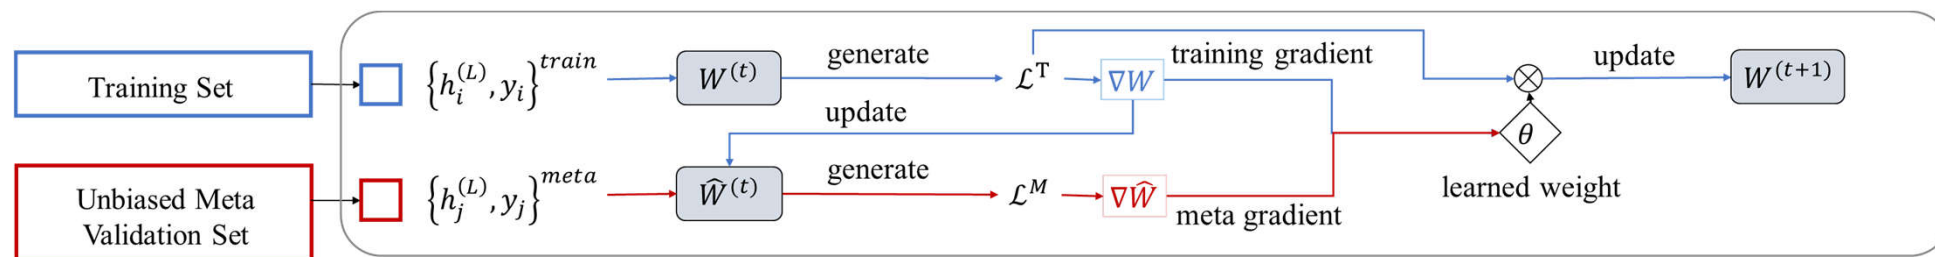 Training Set
{h_i^{(L)}, y_i}^{train}
W^{(t)}
generate
ℒ^T
∇W
training gradient
update
W^{(t+1)}
update
θ
learned weight
Unbiased Meta
Validation Set
{h_j^{(L)}, y_j}^{meta}
Ŵ^{(t)}
generate
ℒ^M
∇Ŵ
meta gradient